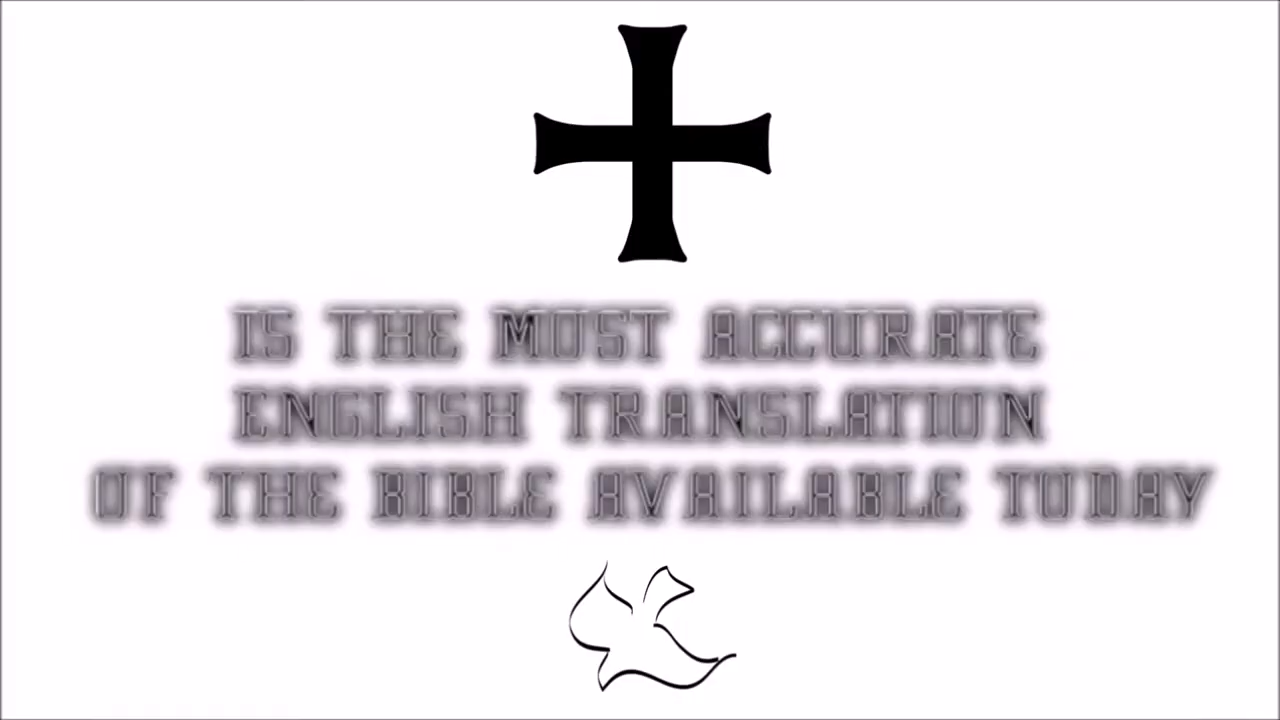 IS THE MOST ACCURATE
ENGLISH TRANSLATION
OF THE BIBLE AVAILABLE TODAY